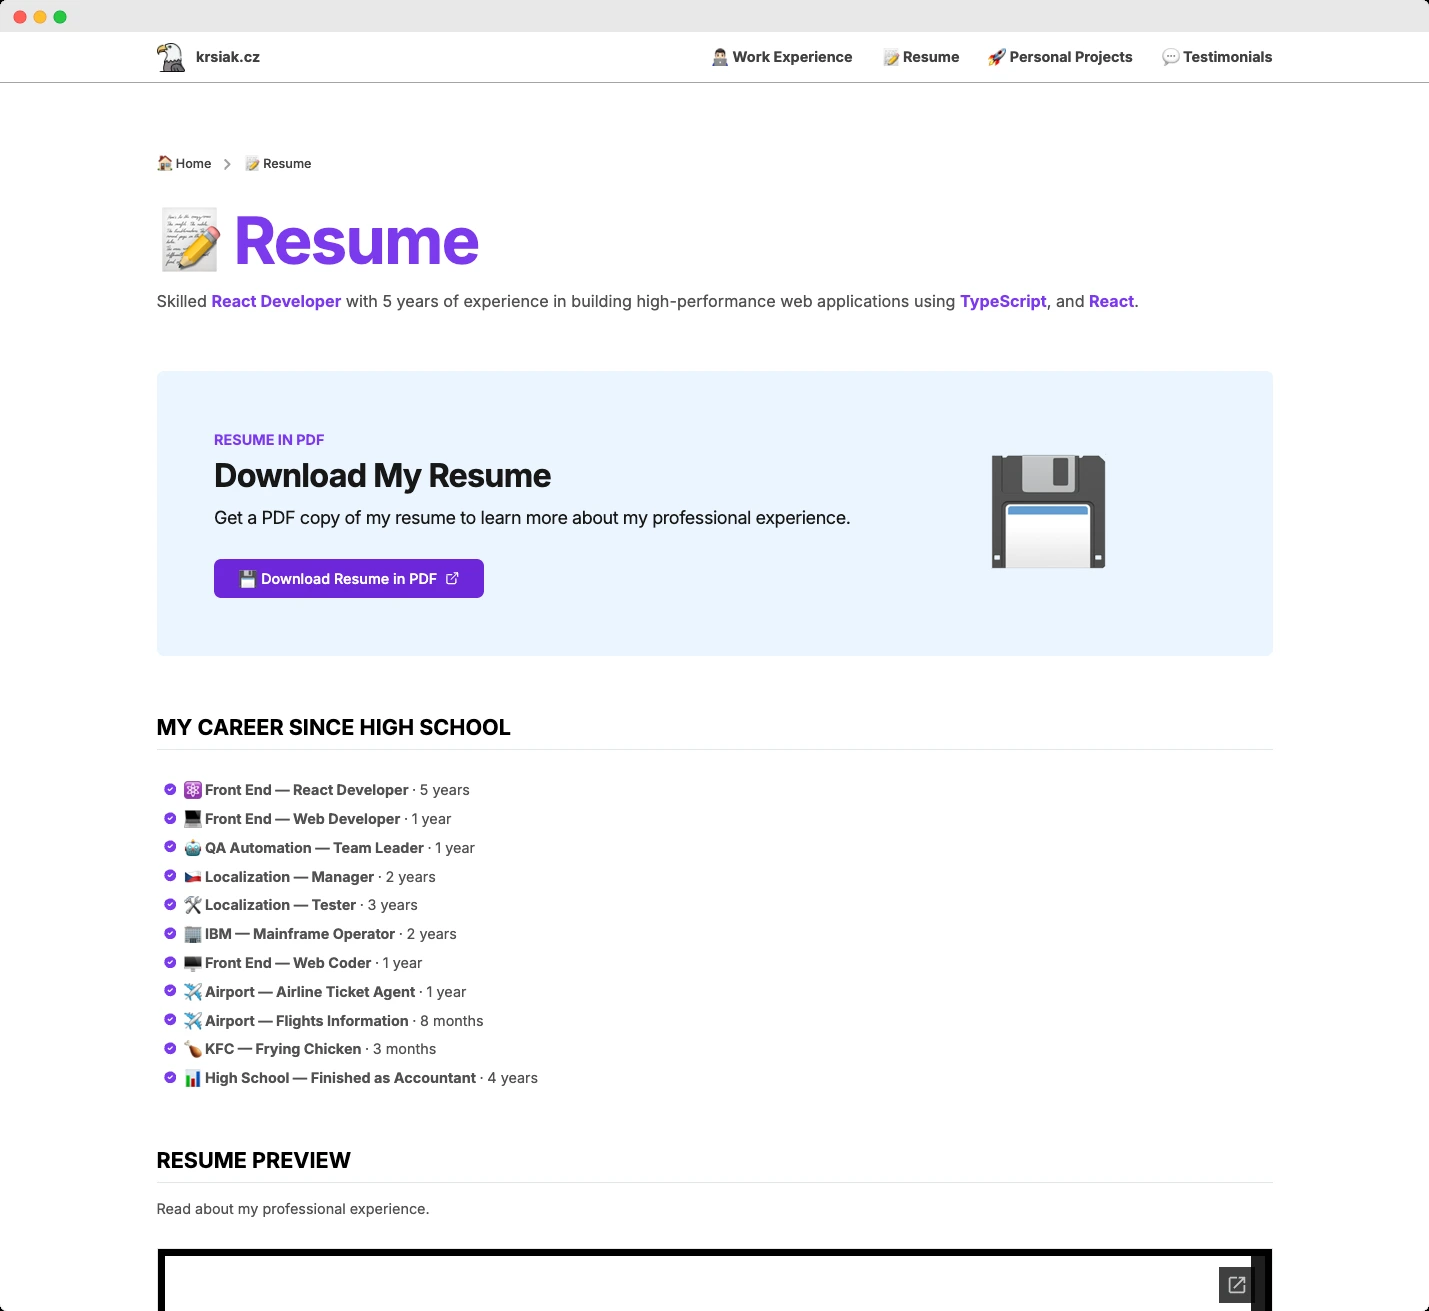 krsiak.cz
Work Experience
Resume
Personal Projects
Testimonials
Home
Resume
Resume
Skilled React Developer with 5 years of experience in building high-performance web applications using TypeScript, and React.
RESUME IN PDF
Download My Resume
Get a PDF copy of my resume to learn more about my professional experience.
Download Resume in PDF
MY CAREER SINCE HIGH SCHOOL
Front End — React Developer · 5 years
Front End — Web Developer · 1 year
QA Automation — Team Leader · 1 year
Localization — Manager · 2 years
Localization — Tester · 3 years
IBM — Mainframe Operator · 2 years
Front End — Web Coder · 1 year
Airport — Airline Ticket Agent · 1 year
Airport — Flights Information · 8 months
KFC — Frying Chicken · 3 months
High School — Finished as Accountant · 4 years
RESUME PREVIEW
Read about my professional experience.